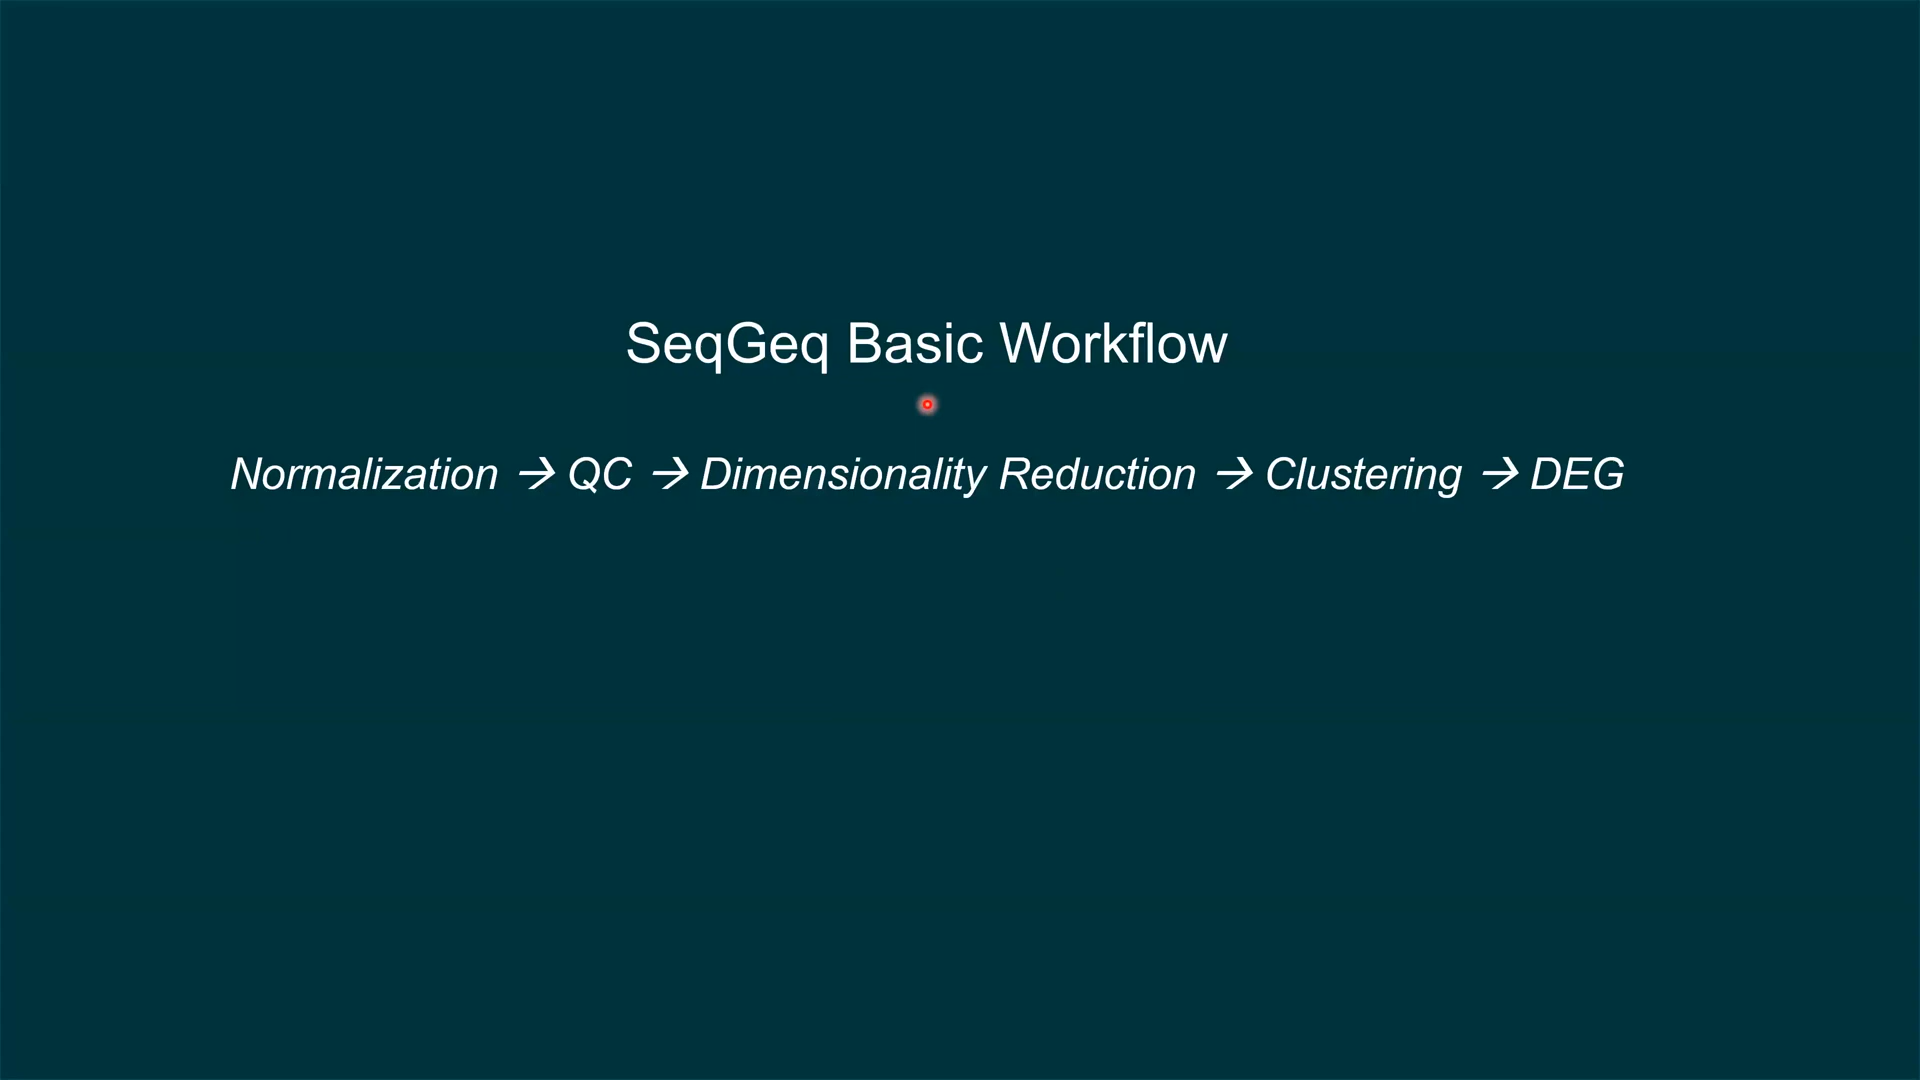 SeqGeq Basic Workflow
Normalization → QC → Dimensionality Reduction → Clustering → DEG